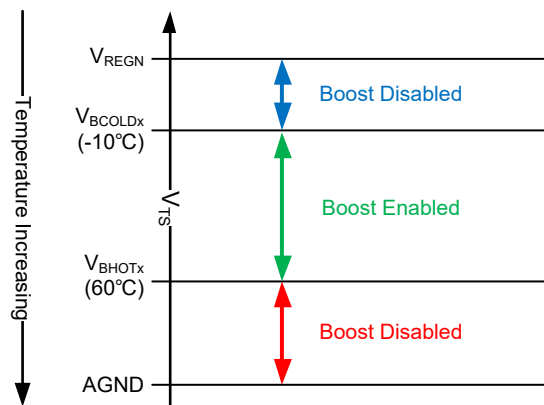 Temperature Increasing
VREGN
VBCOLDx
(-10℃)
VTS
VBHOTx
(60℃)
AGND
Boost Disabled
Boost Enabled
Boost Disabled